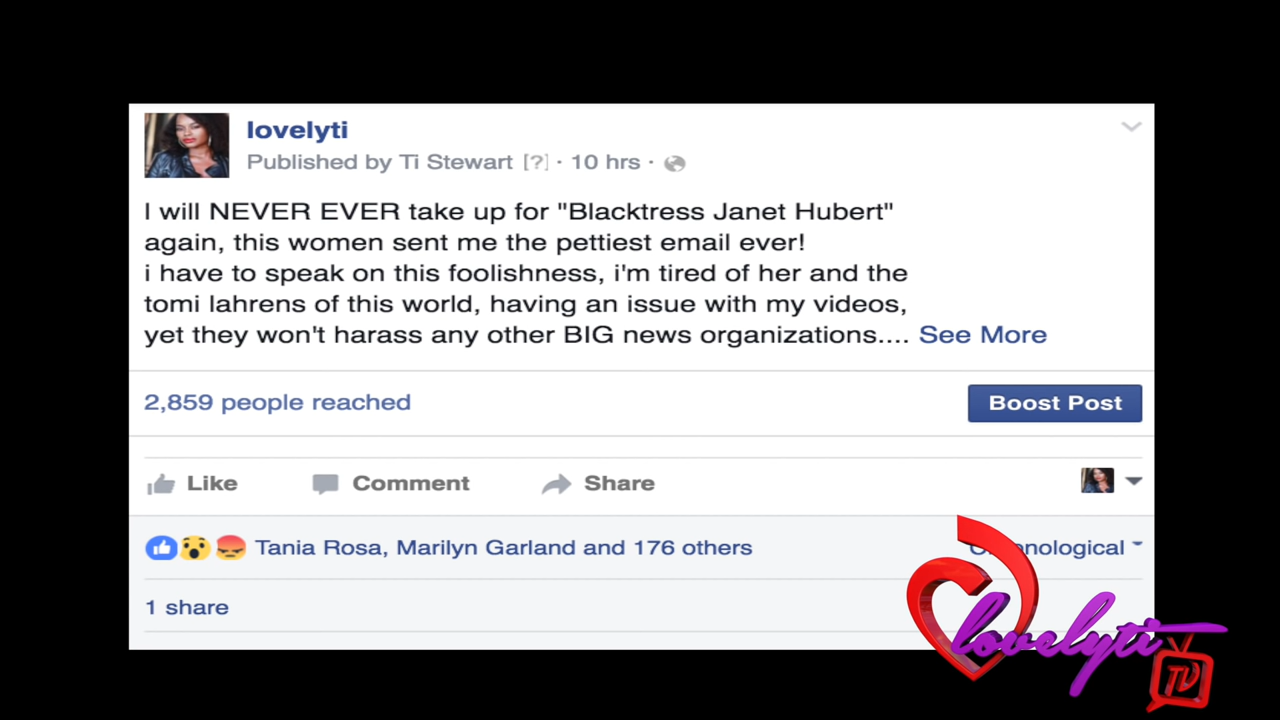 lovelyti
Published by Ti Stewart [?] · 10 hrs ·
I will NEVER EVER take up for "Blacktress Janet Hubert"
again, this women sent me the pettiest email ever!
i have to speak on this foolishness, i'm tired of her and the
tomi lahrens of this world, having an issue with my videos,
yet they won't harass any other BIG news organizations.... See More
2,859 people reached
Boost Post
Like Comment Share
Tania Rosa, Marilyn Garland and 176 others
1 share
lovelyti
TV